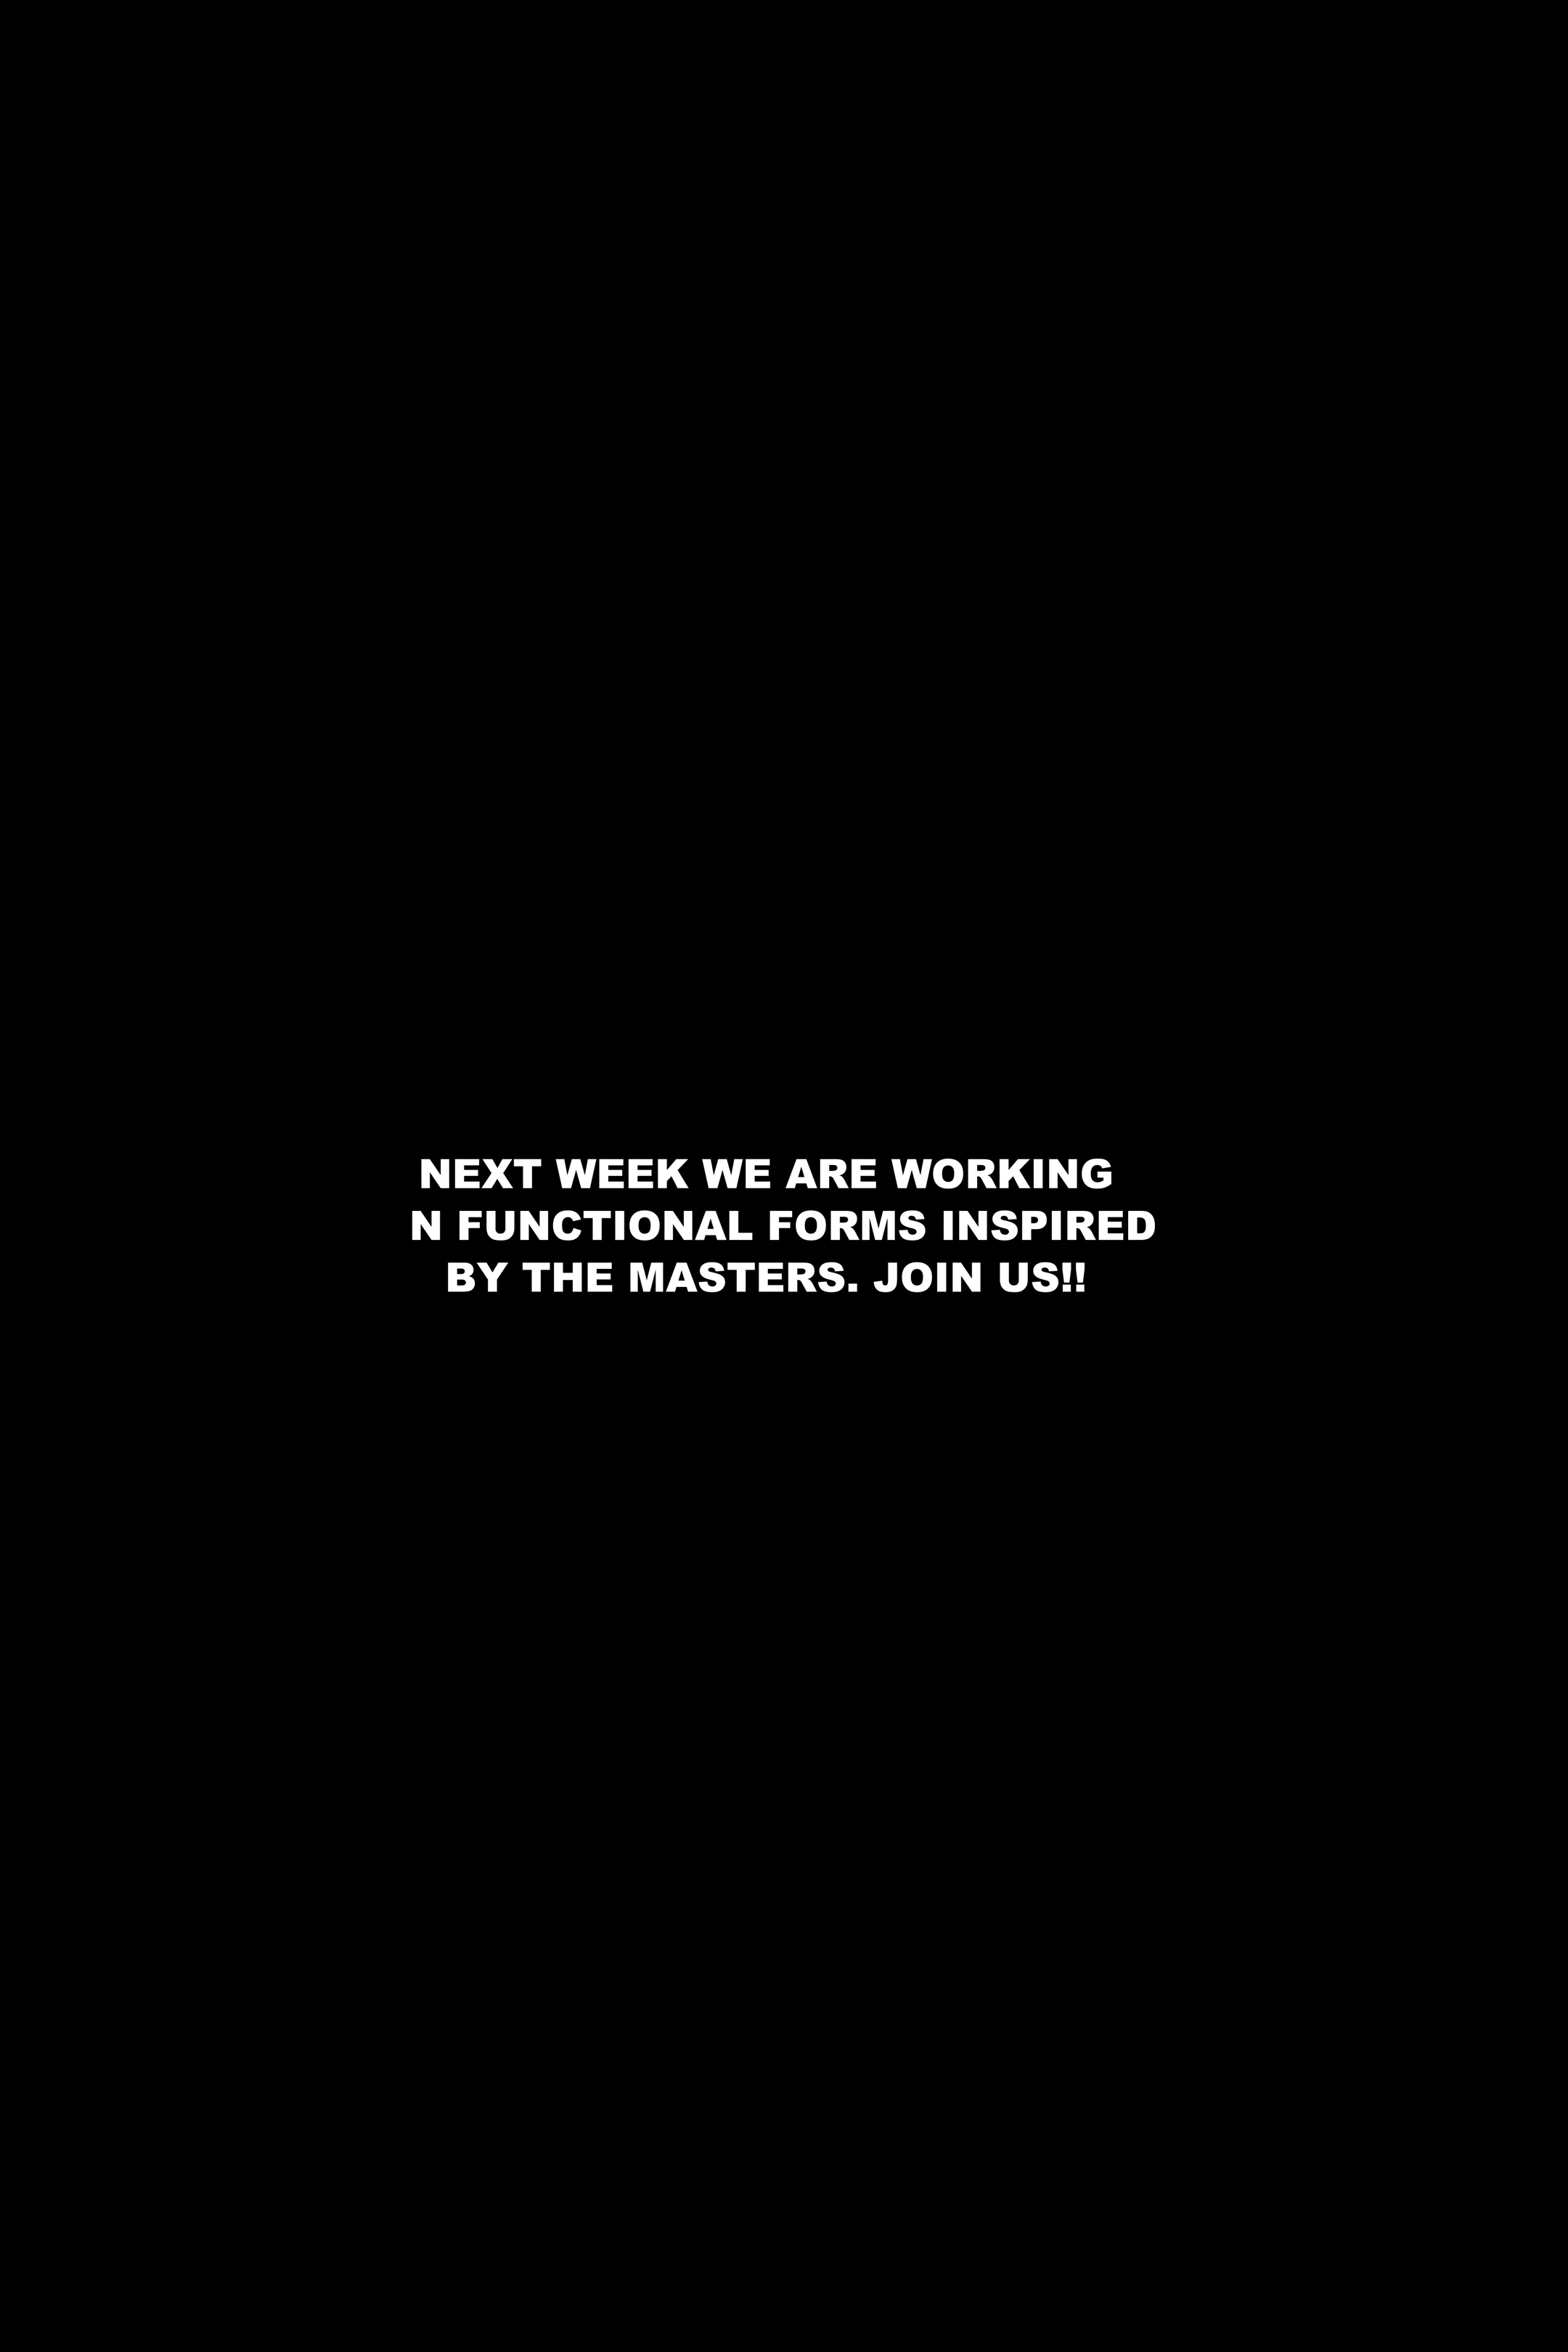 NEXT WEEK WE ARE WORKING
N FUNCTIONAL FORMS INSPIRED
BY THE MASTERS. JOIN US!!